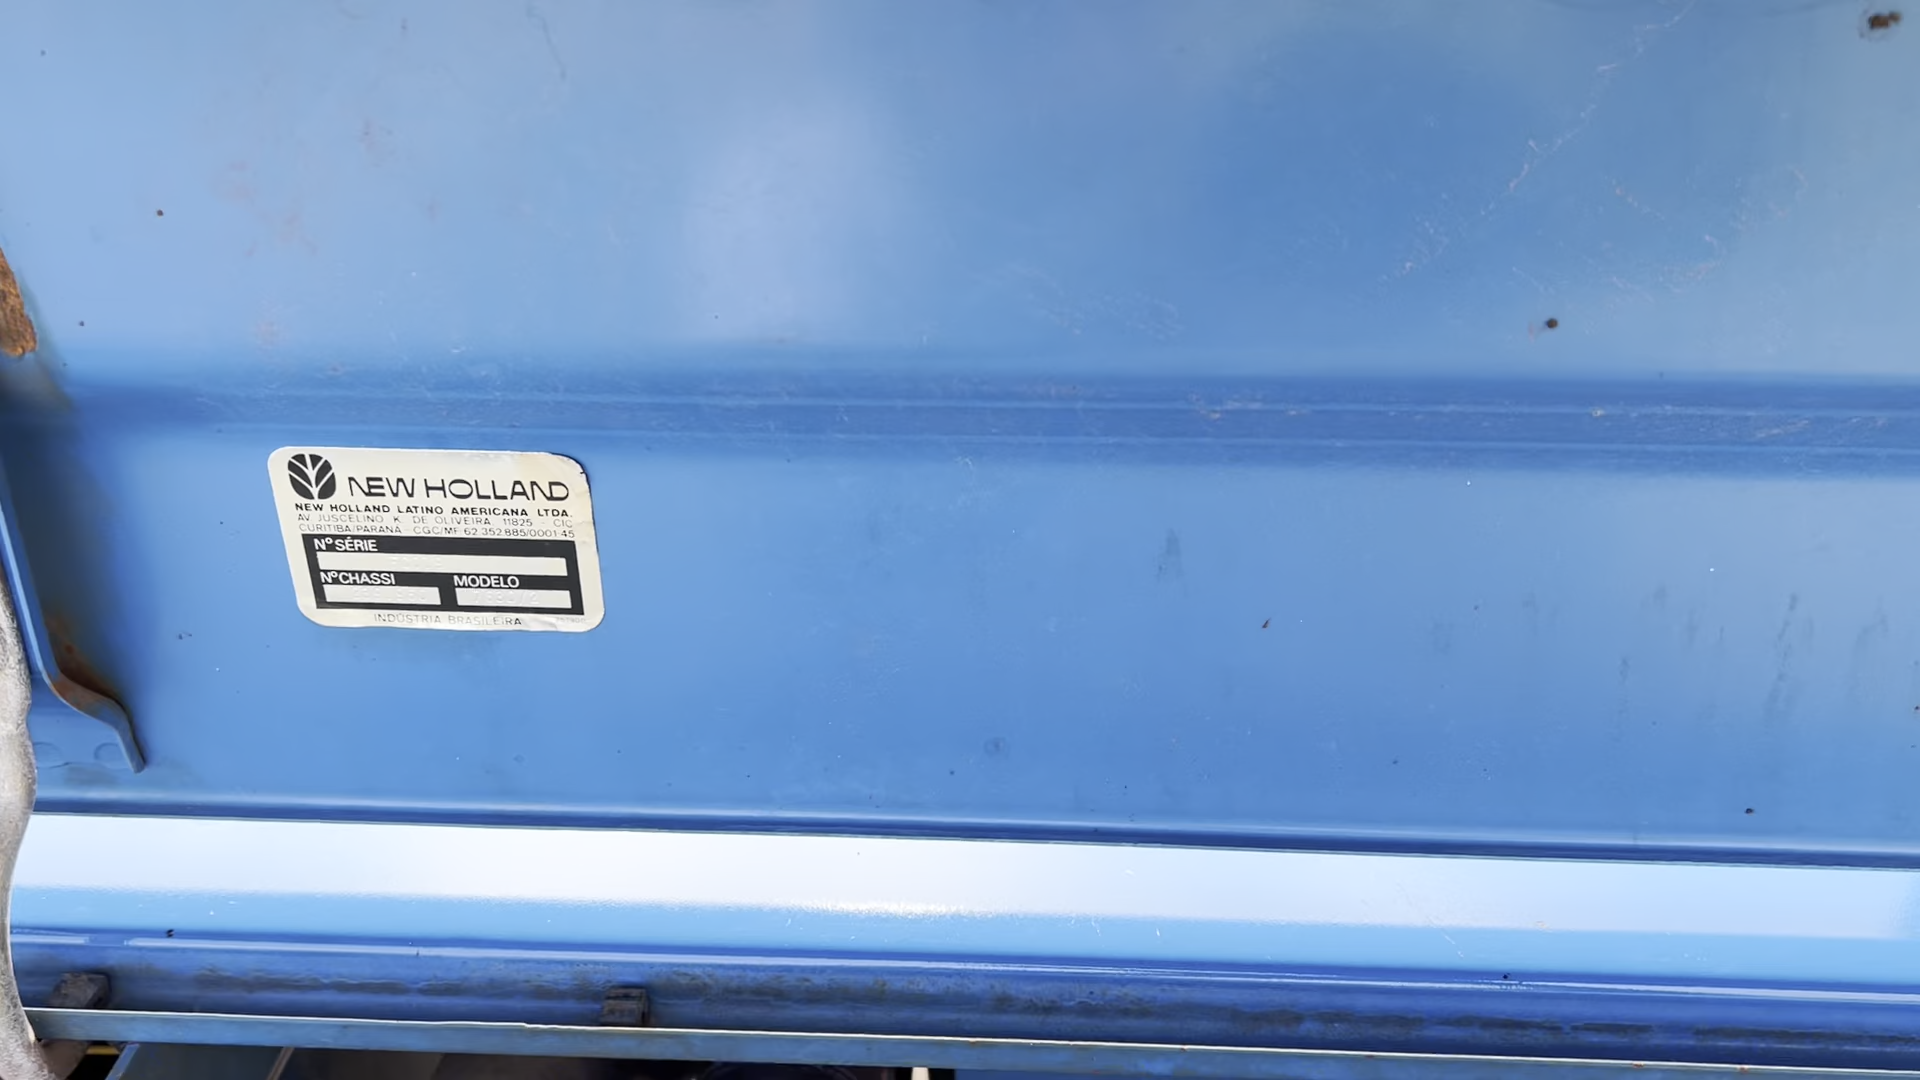 NEW HOLLAND
NEW HOLLAND LATINO AMERICANA LTDA.
AV. JUSCELINO K. DE OLIVEIRA, 11825 - CIC
CURITIBA/PARANÁ - CGC/MF 62.352.885/0001-45
Nº SÉRIE
Nº CHASSI MODELO
INDÚSTRIA BRASILEIRA